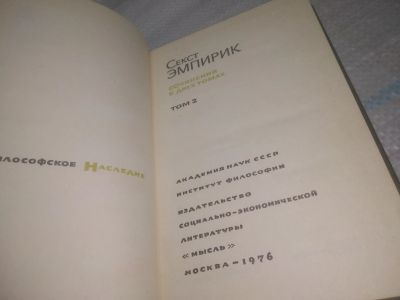 ФИЛОСОФСКОЕ НАСЛЕДИЕ
СЕКСТ
ЭМПИРИК
СОЧИНЕНИЯ
В ДВУХ ТОМАХ
ТОМ 2
АКАДЕМИЯ НАУК СССР
ИНСТИТУТ ФИЛОСОФИИ
ИЗДАТЕЛЬСТВО
СОЦИАЛЬНО-ЭКОНОМИЧЕСКОЙ
ЛИТЕРАТУРЫ
«МЫСЛЬ»
МОСКВА-1976